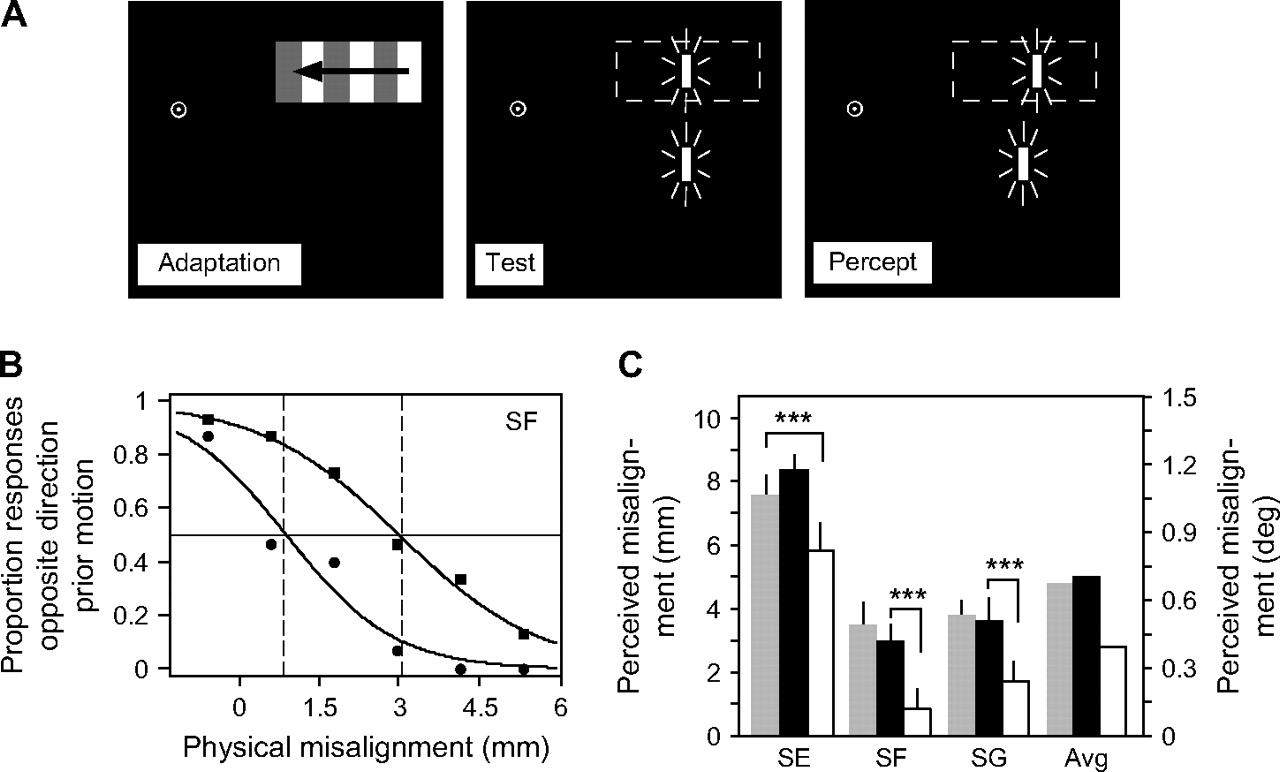 A
Adaptation
Test
Percept
B
Proportion responses
opposite direction
prior motion
1
0.8
0.6
0.4
0.2
0
SF
0
1.5
3
4.5
6
Physical misalignment (mm)
C
Perceived misalign-
ment (mm)
10
8
6
4
2
0
***
***
***
SE
SF
SG
Avg
1.5
1.2
0.9
0.6
0.3
0
Perceived misalign-
ment (deg)